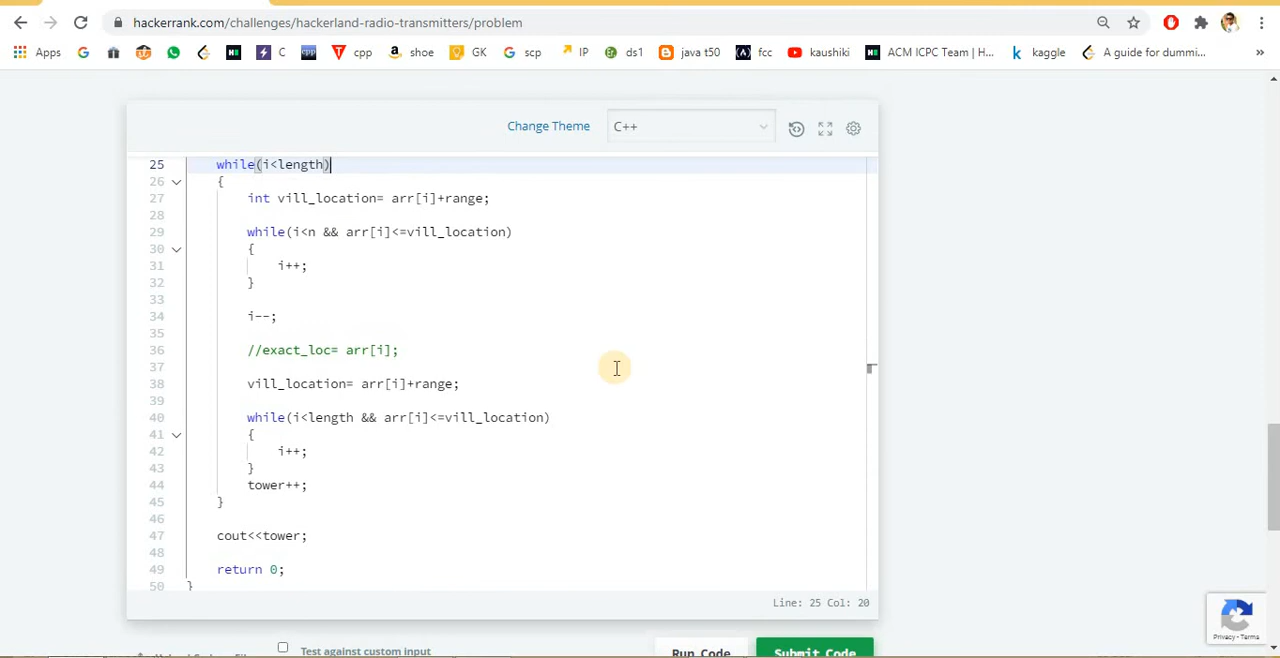 hackerrank.com/challenges/hackerland-radio-transmitters/problem
Apps G C cpp cpp shoe GK scp IP ds1 java t50 fcc kaushiki ACM ICPC Team | H... kaggle A guide for dummi... »
Change Theme C++
25 while(i<length)
26 {
27 int vill_location= arr[i]+range;
28
29 while(i<n && arr[i]<=vill_location)
30 {
31 i++;
32 }
33
34 i--;
35
36 //exact_loc= arr[i];
37
38 vill_location= arr[i]+range;
39
40 while(i<length && arr[i]<=vill_location)
41 {
42 i++;
43 }
44 tower++;
45 }
46
47 cout<<tower;
48
49 return 0;
50 }
Line: 25 Col: 20
Test against custom input
Run Code
Submit Code
Privacy - Terms